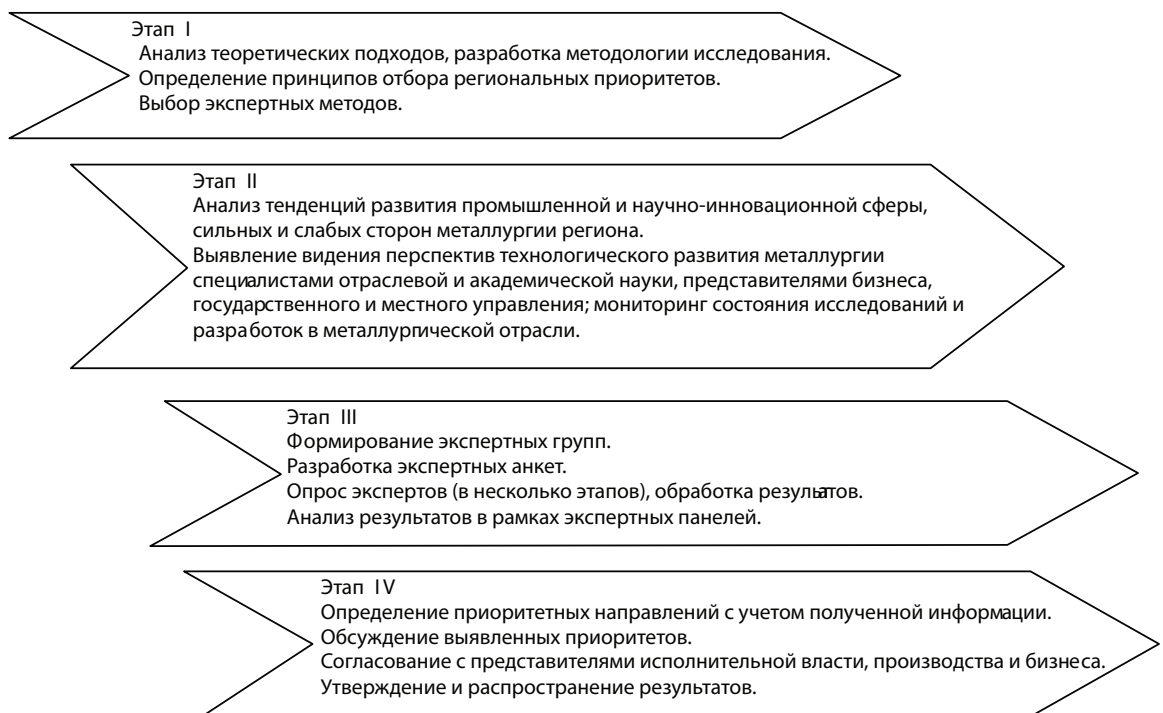 Этап I
Анализ теоретических подходов, разработка методологии исследования.
Определение принципов отбора региональных приоритетов.
Выбор экспертных методов.
Этап II
Анализ тенденций развития промышленной и научно-инновационной сферы,
сильных и слабых сторон металлургии региона.
Выявление видения перспектив технологического развития металлургии
специалистами отраслевой и академической науки, представителями бизнеса,
государственного и местного управления; мониторинг состояния исследований и
разработок в металлургической отрасли.
Этап III
Формирование экспертных групп.
Разработка экспертных анкет.
Опрос экспертов (в несколько этапов), обработка результатов.
Анализ результатов в рамках экспертных панелей.
Этап IV
Определение приоритетных направлений с учетом полученной информации.
Обсуждение выявленных приоритетов.
Согласование с представителями исполнительной власти, производства и бизнеса.
Утверждение и распространение результатов.